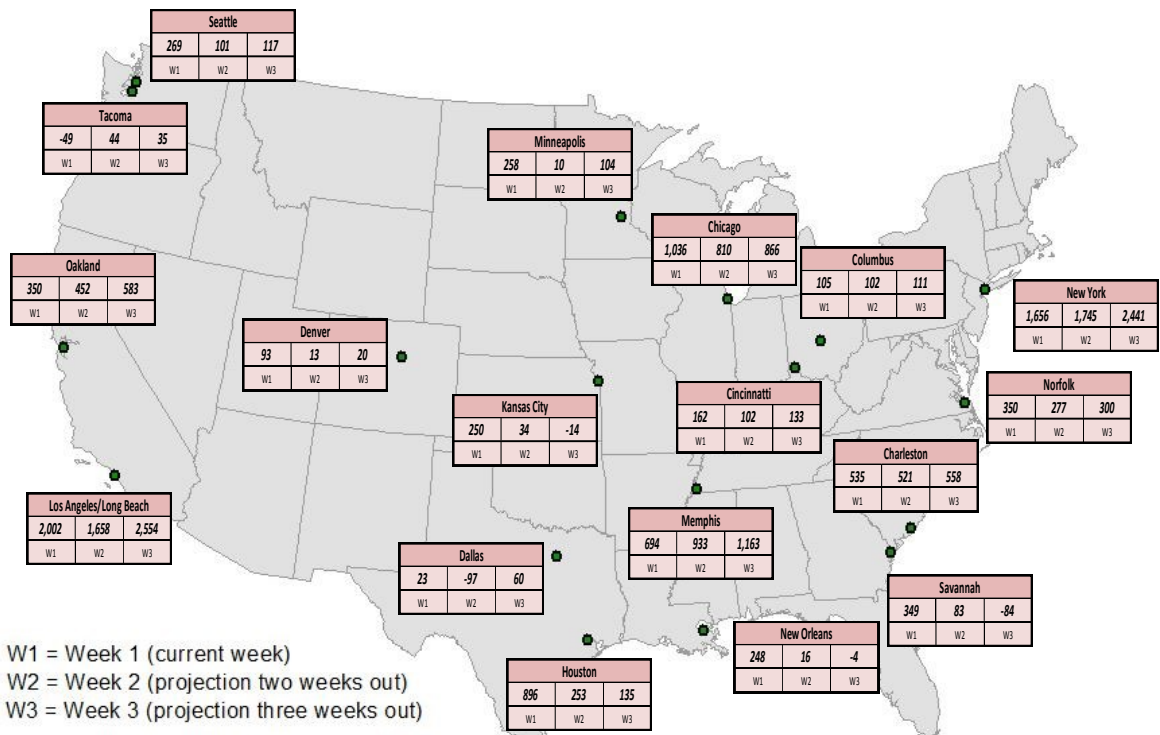 Seattle
269 101 117
W1 W2 W3
Tacoma
-49 44 35
W1 W2 W3
Minneapolis
258 10 104
W1 W2 W3
Chicago
1,036 810 866
W1 W2 W3
Columbus
105 102 111
W1 W2 W3
Oakland
350 452 583
W1 W2 W3
New York
1,656 1,745 2,441
W1 W2 W3
Denver
93 13 20
W1 W2 W3
Norfolk
350 277 300
W1 W2 W3
Cincinnatti
162 102 133
W1 W2 W3
Kansas City
250 34 -14
W1 W2 W3
Charleston
535 521 558
W1 W2 W3
Los Angeles/Long Beach
2,002 1,658 2,554
W1 W2 W3
Memphis
694 933 1,163
W1 W2 W3
Dallas
23 -97 60
W1 W2 W3
Savannah
349 83 -84
W1 W2 W3
New Orleans
248 16 -4
W1 W2 W3
Houston
896 253 135
W1 W2 W3
W1 = Week 1 (current week)
W2 = Week 2 (projection two weeks out)
W3 = Week 3 (projection three weeks out)